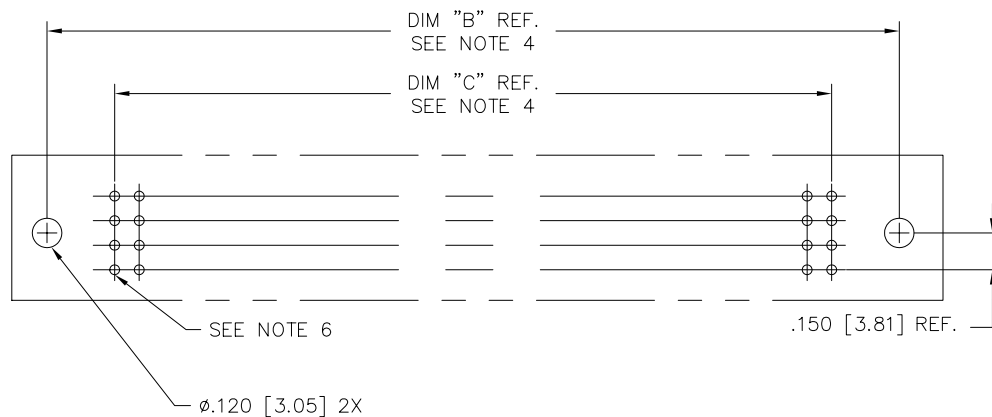 DIM "B" REF.
SEE NOTE 4
DIM "C" REF.
SEE NOTE 4
SEE NOTE 6
.150 [3.81] REF.
ø.120 [3.05] 2X